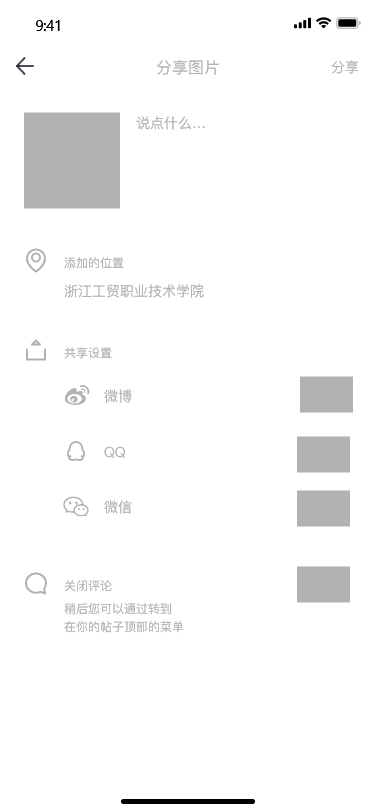 9:41
分享图片
分享
说点什么...
添加的位置
浙江工贸职业技术学院
共享设置
微博
QQ
微信
关闭评论
稍后您可以通过转到
在你的帖子顶部的菜单